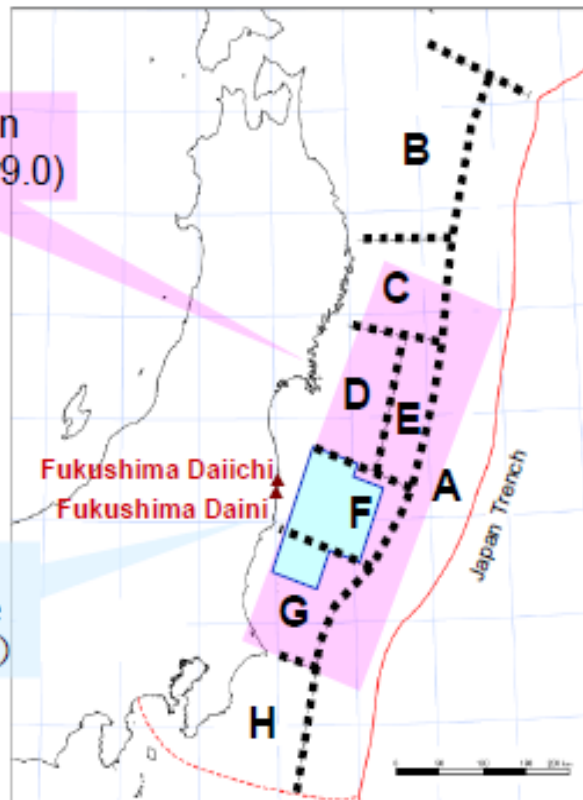 n
9.0)
B
C
D
E
A
Fukushima Daiichi
Fukushima Daini
F
Japan Trench
e
)
G
H